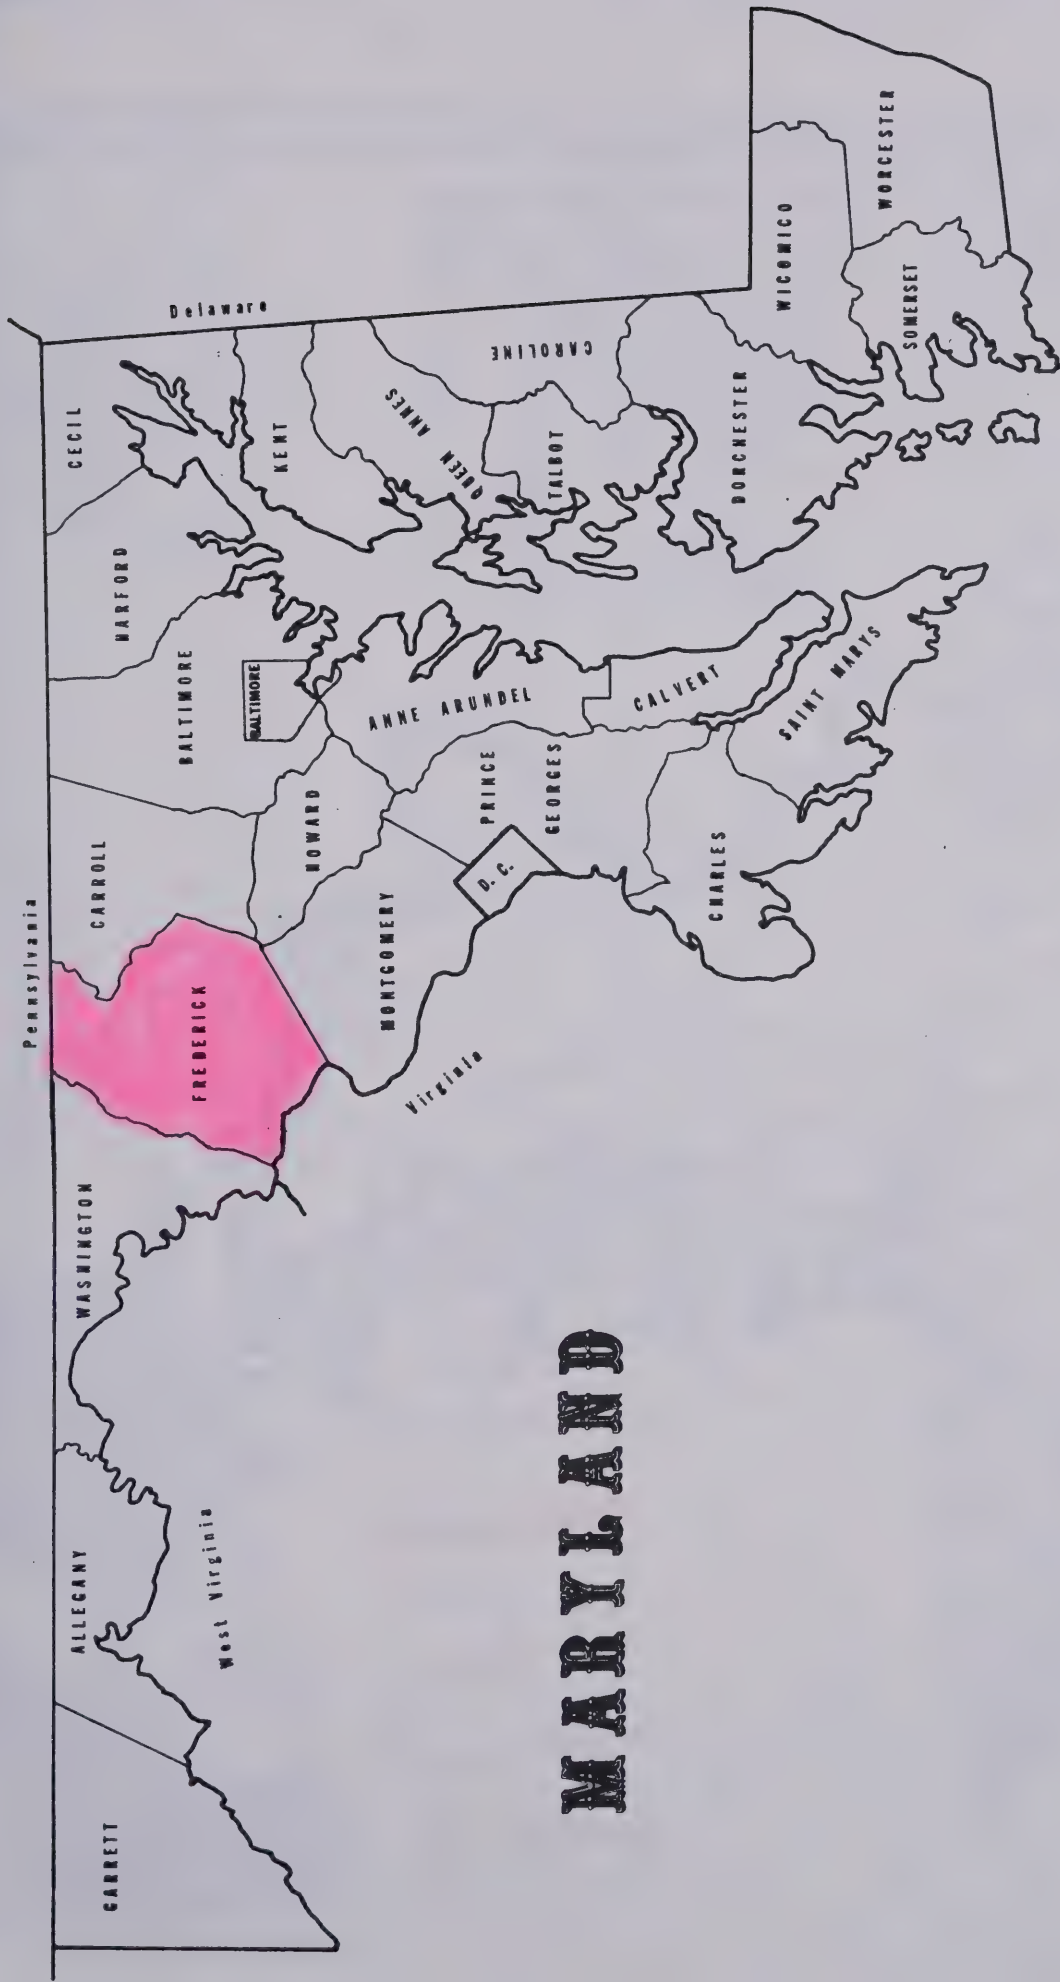 Pennsylvania
GARRETT
ALLEGANY
WASHINGTON
FREDERICK
CARROLL
BALTIMORE
BALTIMORE
HARFORD
CECIL
Delaware
KENT
QUEEN ANNES
CAROLINE
TALBOT
HOWARD
MONTGOMERY
ANNE ARUNDEL
PRINCE
GEORGES
D.C.
CALVERT
CHARLES
SAINT MARYS
DORCHESTER
WICOMICO
SOMERSET
WORCESTER
West Virginia
Virginia
MARYLAND